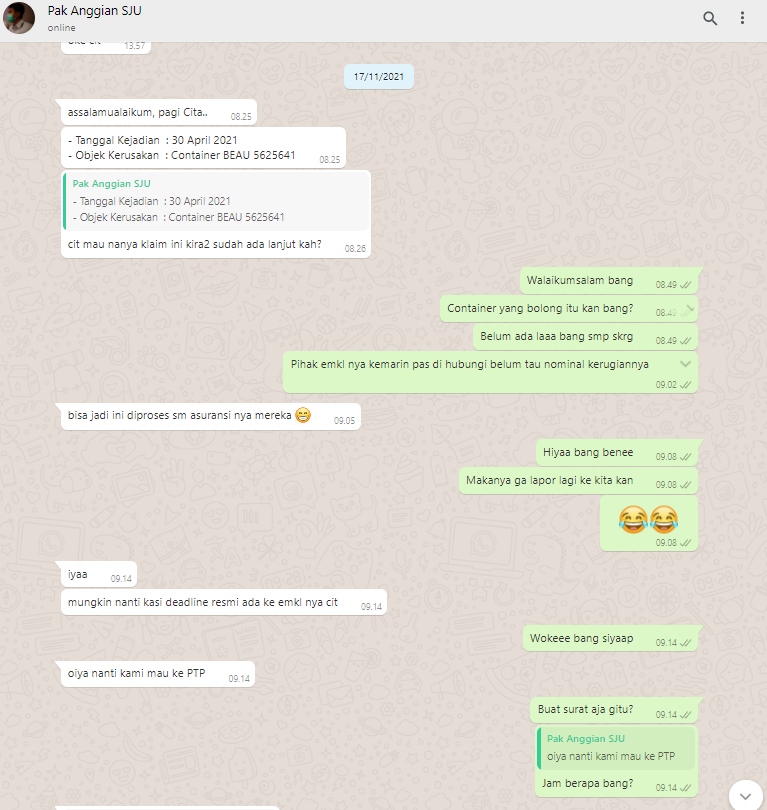 Pak Anggian SJU
online
oke cit
13.57
17/11/2021
assalamualaikum, pagi Cita..
08.25
- Tanggal Kejadian : 30 April 2021
- Objek Kerusakan : Container BEAU 5625641
08.25
Pak Anggian SJU
- Tanggal Kejadian : 30 April 2021
- Objek Kerusakan : Container BEAU 5625641
cit mau nanya klaim ini kira2 sudah ada lanjut kah?
08.26
Walaikumsalam bang
08.49
Container yang bolong itu kan bang?
08.49
Belum ada laaa bang smp skrg
08.49
Pihak emkl nya kemarin pas di hubungi belum tau nominal kerugiannya
09.02
bisa jadi ini diproses sm asuransi nya mereka 😁
09.05
Hiyaa bang benee
09.08
Makanya ga lapor lagi ke kita kan
09.08
😂😂
09.08
iyaa
09.14
mungkin nanti kasi deadline resmi ada ke emkl nya cit
09.14
Wokeee bang siyaap
09.14
oiya nanti kami mau ke PTP
09.14
Buat surat aja gitu?
09.14
Pak Anggian SJU
oiya nanti kami mau ke PTP
Jam berapa bang?
09.14